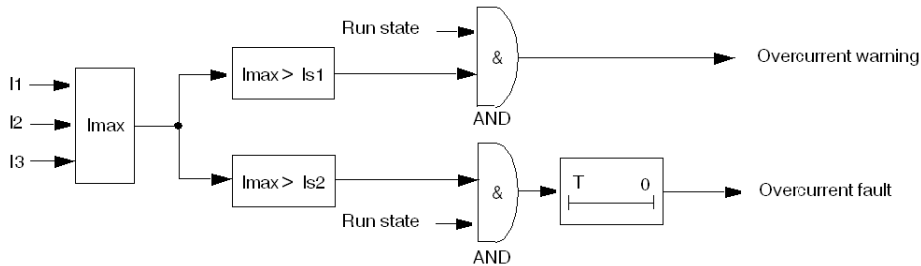 Run state
&
Imax > Is1
Overcurrent warning
I1
I2
I3
Imax
AND
Imax > Is2
&
T 0
Overcurrent fault
Run state
AND